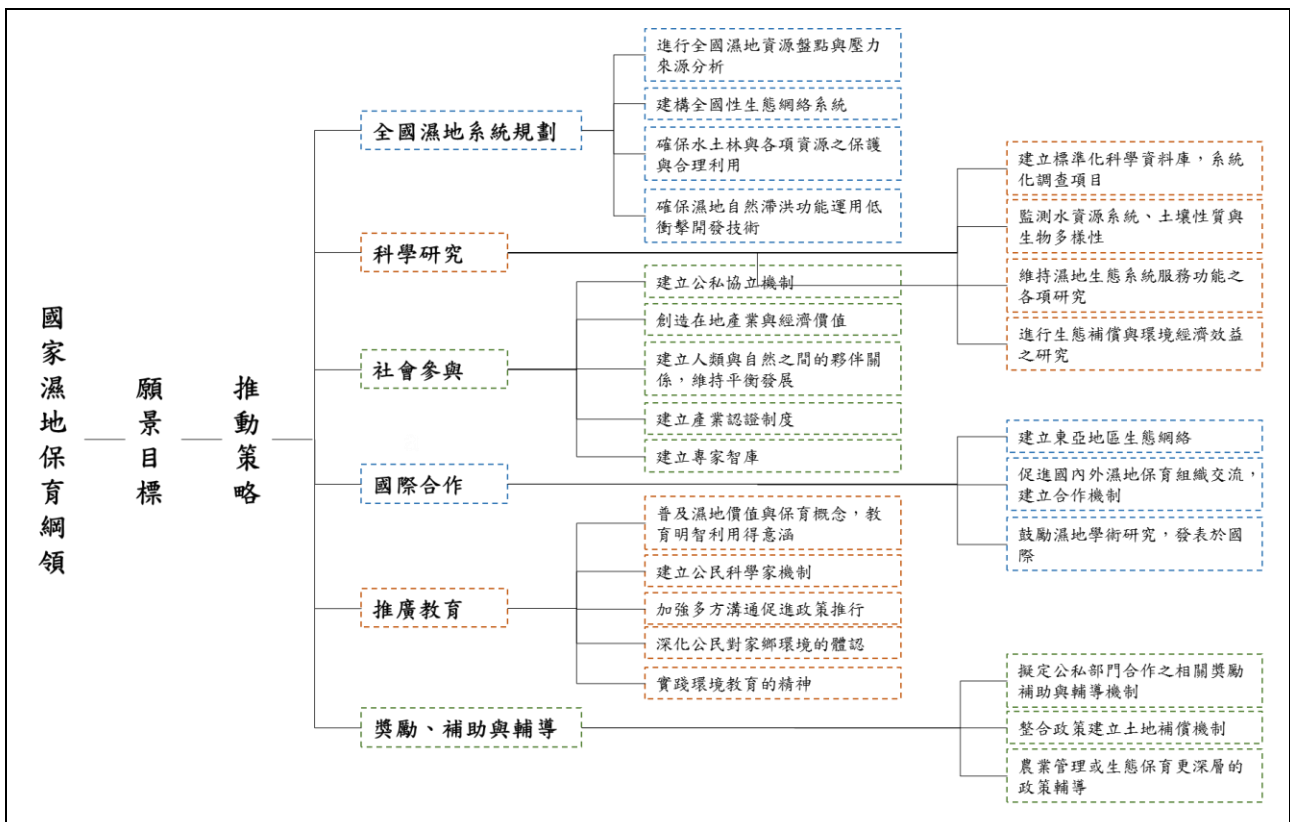 國家濕地保育綱領
願景目標
推動策略
全國濕地系統規劃
進行全國濕地資源盤點與壓力
來源分析
建構全國性生態網絡系統
確保水土林與各項資源之保護
與合理利用
確保濕地自然滯洪功能運用低
衝擊開發技術
科學研究
建立標準化科學資料庫，系統
化調查項目
監測水資源系統、土壤性質與
生物多樣性
維持濕地生態系統服務功能之
各項研究
進行生態補償與環境經濟效益
之研究
社會參與
建立公私協立機制
創造在地產業與經濟價值
建立人類與自然之間的夥伴關
係，維持平衡發展
建立產業認證制度
建立專家智庫
國際合作
建立東亞地區生態網絡
促進國內外濕地保育組織交流，
建立合作機制
鼓勵濕地學術研究，發表於國
際
推廣教育
普及濕地價值與保育概念，教
育明智利用得意涵
建立公民科學家機制
加強多方溝通促進政策推行
深化公民對家鄉環境的體認
實踐環境教育的精神
獎勵、補助與輔導
擬定公私部門合作之相關獎勵
補助與輔導機制
整合政策建立土地補償機制
農業管理或生態保育更深層的
政策輔導